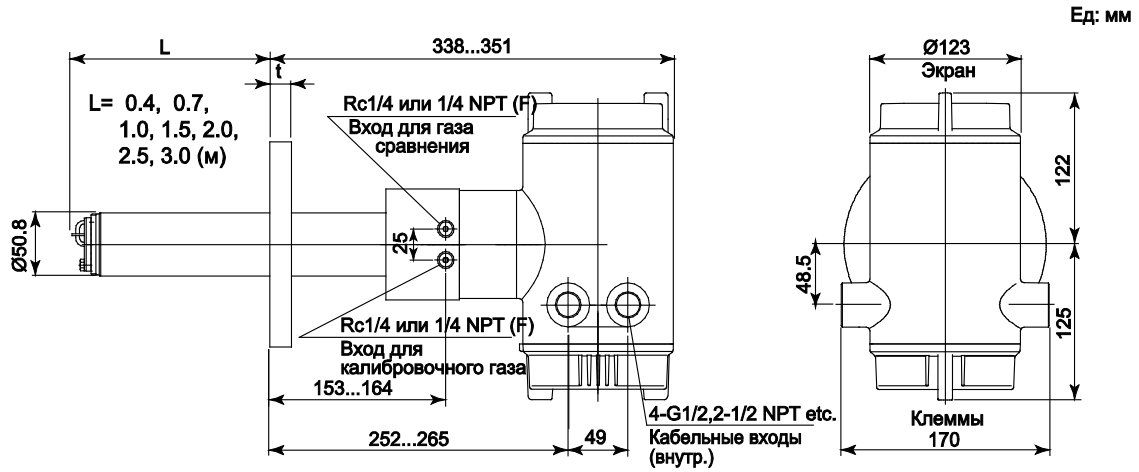 Ед: мм
L
338...351
Ø123
Экран
t
L= 0.4, 0.7,
1.0, 1.5, 2.0,
2.5, 3.0 (м)
Rc1/4 или 1/4 NPT (F)
Вход для газа
сравнения
122
Ø50.8
25
48.5
125
Rc1/4 или 1/4 NPT (F)
Вход для
калибровочного газа
153...164
4-G1/2,2-1/2 NPT etc.
Кабельные входы
(внутр.)
252...265
49
Клеммы
170